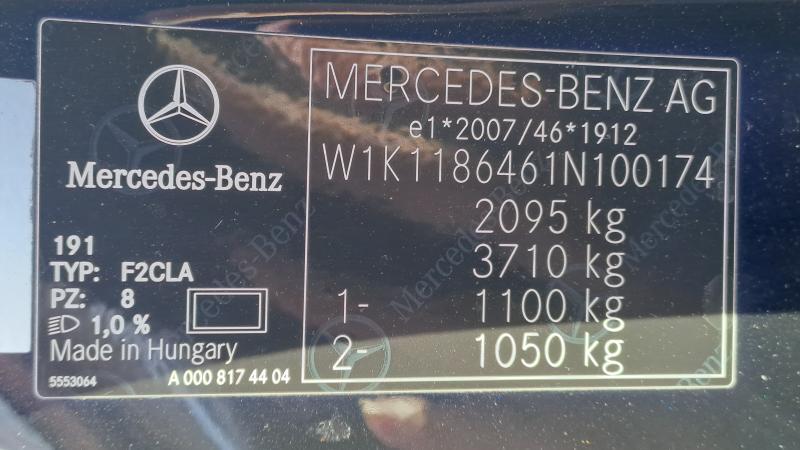 Mercedes-Benz
191
TYP: F2CLA
PZ: 8
1,0 %
Made in Hungary
5553064
A 000 817 44 04
MERCEDES-BENZ AG
e1*2007/46*1912
W1K1186461N100174
2095 kg
3710 kg
1- 1100 kg
2- 1050 kg